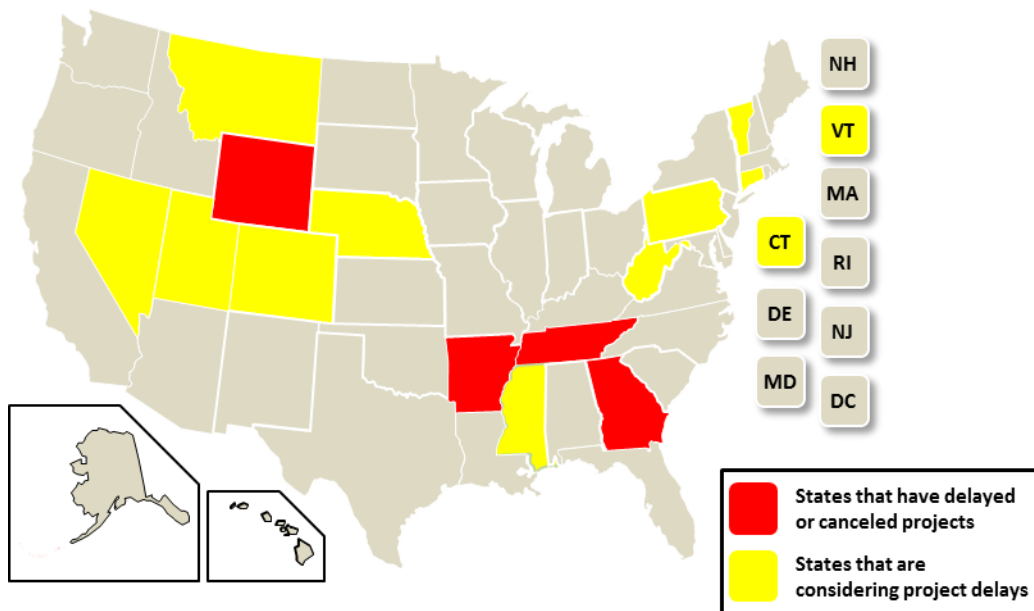 NH
VT
MA
CT
RI
DE
NJ
MD
DC
States that have delayed
or canceled projects
States that are
considering project delays